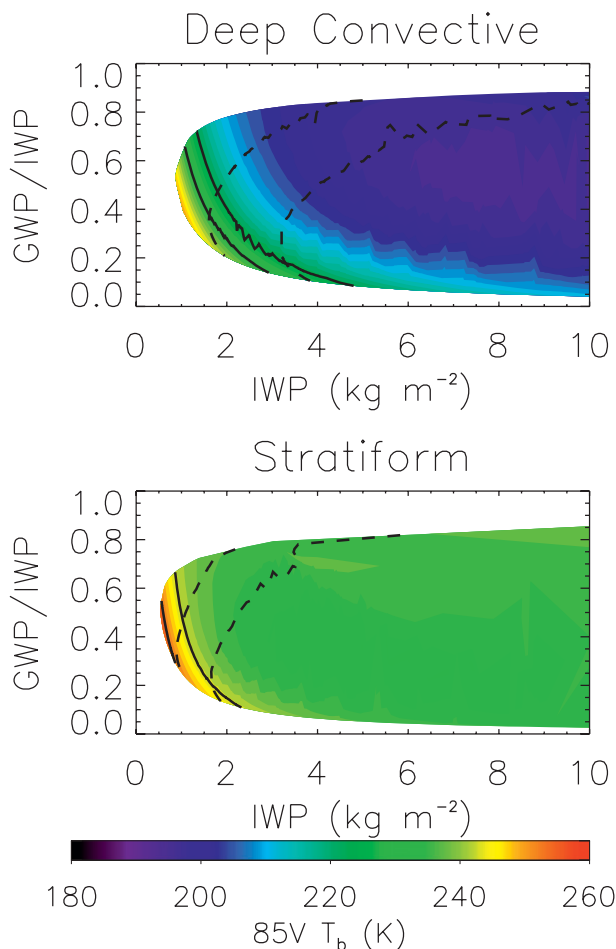 Deep Convective
1.0
0.8
0.6
0.4
0.2
0.0
GWP/IWP
0 2 4 6 8 10
IWP (kg m⁻²)
Stratiform
1.0
0.8
0.6
0.4
0.2
0.0
GWP/IWP
0 2 4 6 8 10
IWP (kg m⁻²)
180 200 220 240 260
85V T_b (K)